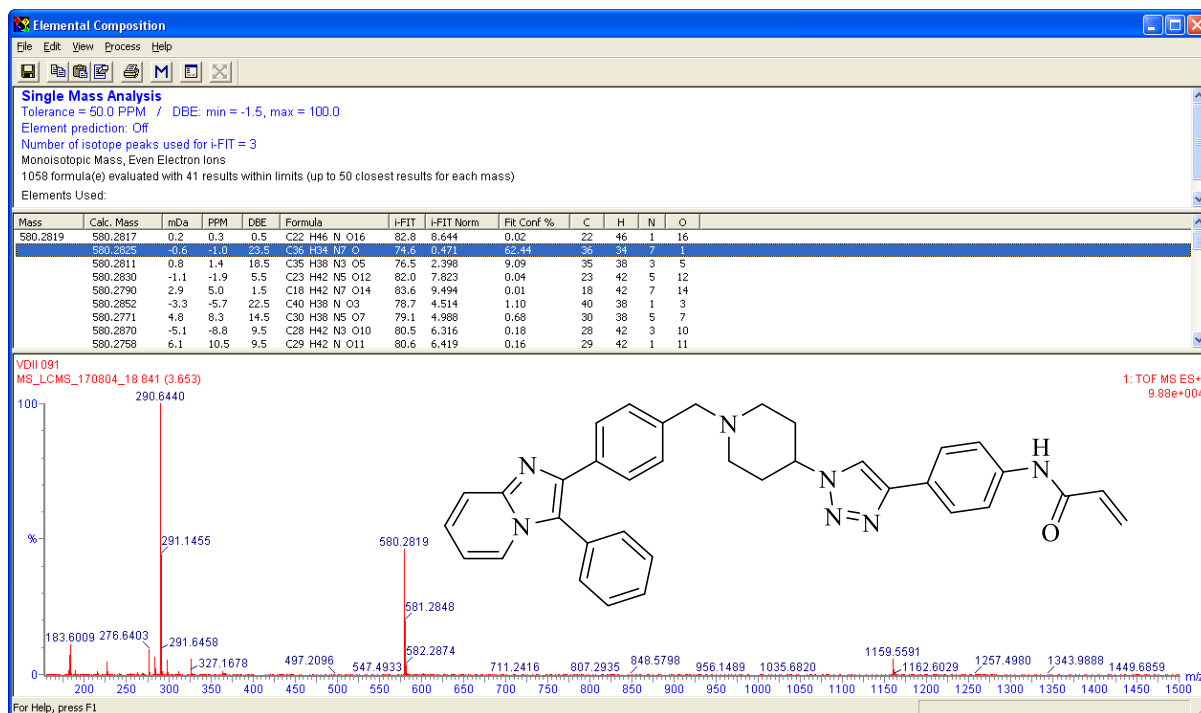 Elemental Composition
File Edit View Process Help
M
Single Mass Analysis
Tolerance = 50.0 PPM / DBE: min = -1.5, max = 100.0
Element prediction: Off
Number of isotope peaks used for i-FIT = 3
Monoisotopic Mass, Even Electron Ions
1058 formula(e) evaluated with 41 results within limits (up to 50 closest results for each mass)
Elements Used:
Mass Calc. Mass mDa PPM DBE Formula i-FIT i-FIT Norm Fit Conf % C H N O
580.2819 580.2817 0.2 0.3 0.5 C22 H46 N O16 82.8 8.644 0.02 22 46 1 16
580.2825 -0.6 -1.0 23.5 C36 H34 N7 O 74.6 0.471 62.44 36 34 7 1
580.2811 0.8 1.4 18.5 C35 H38 N3 O5 76.5 2.398 9.09 35 38 3 5
580.2830 -1.1 -1.9 5.5 C23 H42 N5 O12 82.0 7.823 0.04 23 42 5 12
580.2790 2.9 5.0 1.5 C18 H42 N7 O14 83.6 9.494 0.01 18 42 7 14
580.2852 -3.3 -5.7 22.5 C40 H38 N O3 78.7 4.514 1.10 40 38 1 3
580.2771 4.8 8.3 14.5 C30 H38 N5 O7 79.1 4.988 0.68 30 38 5 7
580.2870 -5.1 -8.8 9.5 C28 H42 N3 O10 80.5 6.316 0.18 28 42 3 10
580.2758 6.1 10.5 9.5 C29 H42 N O11 80.6 6.419 0.16 29 42 1 11
VDII 091
MS_LCMS_170804_18 841 (3.653)
1: TOF MS ES+
9.88e+004
100
290.6440
N
H
N
N
N
N
N=N
O
%
291.1455
580.2819
581.2848
183.6009
276.6403
291.6458
327.1678
497.2096
547.4933
582.2874
711.2416
807.2935
848.5798
956.1489
1035.6820
1159.5591
1162.6029
1257.4980
1343.9888
1449.6859
0
m/z
200 250 300 350 400 450 500 550 600 650 700 750 800 850 900 950 1000 1050 1100 1150 1200 1250 1300 1350 1400 1450 1500
For Help, press F1